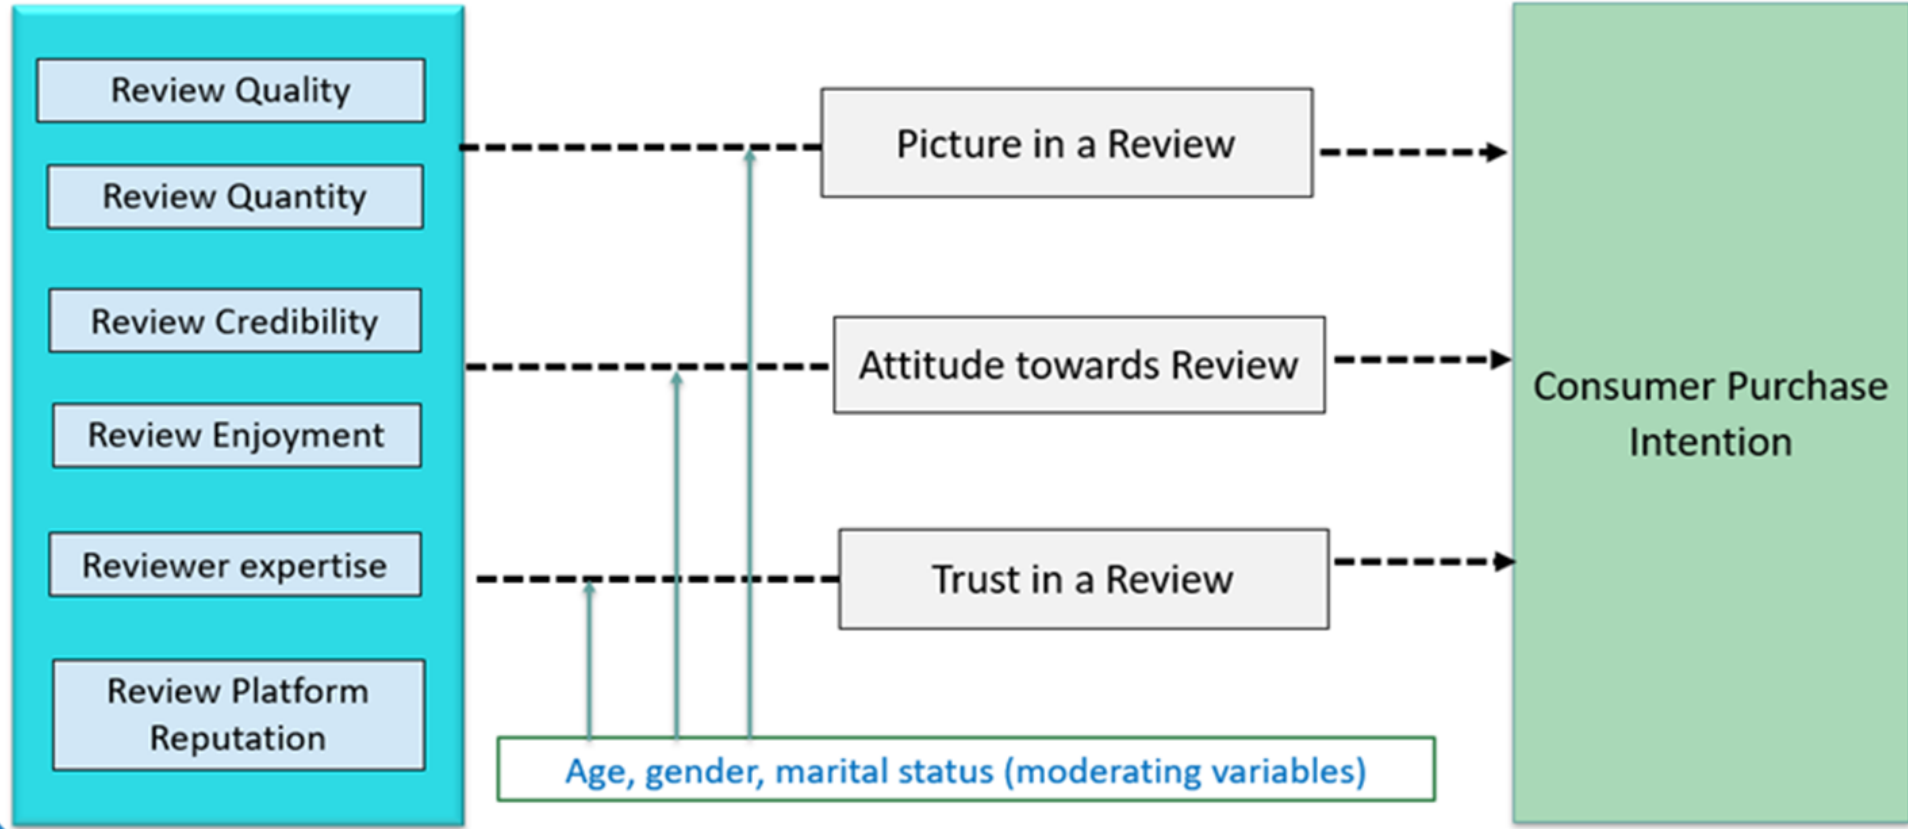 Review Quality
Review Quantity
Review Credibility
Review Enjoyment
Reviewer expertise
Review Platform
Reputation
Picture in a Review
Attitude towards Review
Trust in a Review
Age, gender, marital status (moderating variables)
Consumer Purchase
Intention